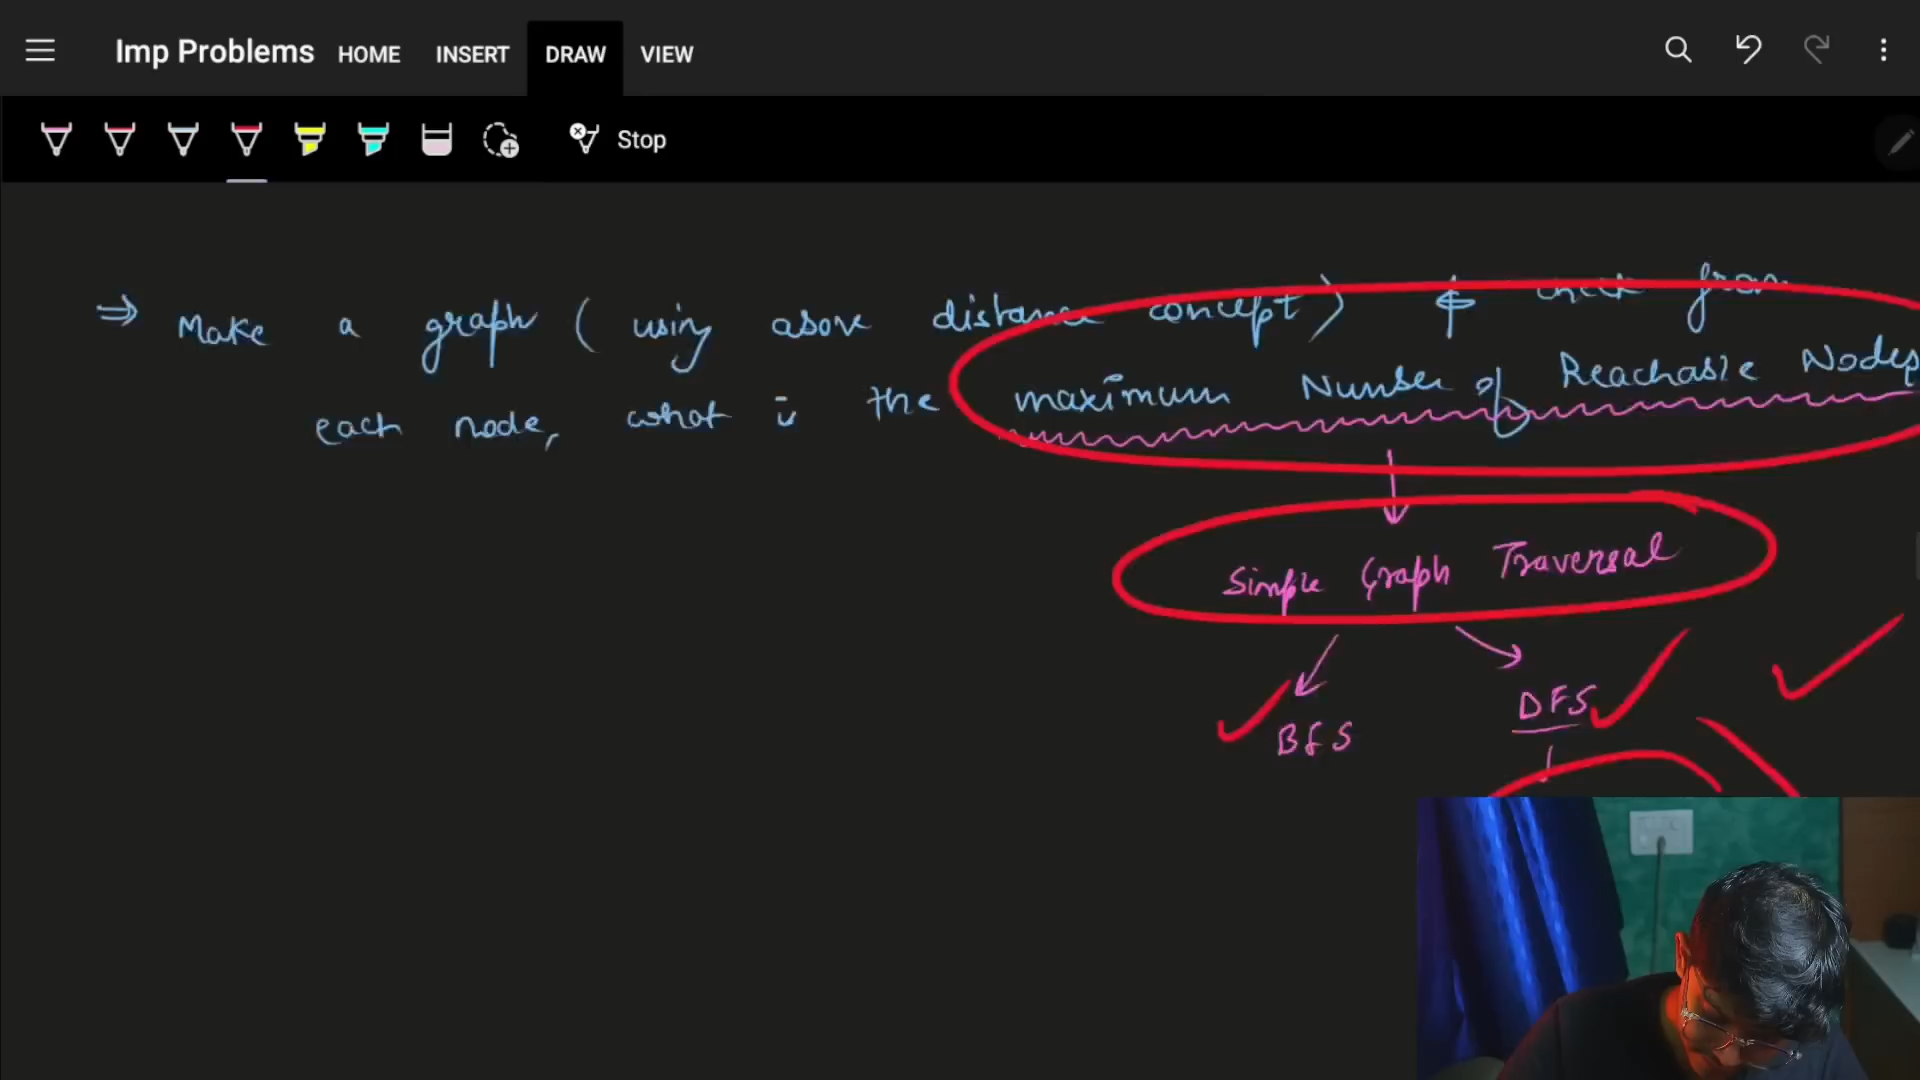 Imp Problems HOME INSERT DRAW VIEW
Stop
⇒ Make a graph ( using above distance concept ) & check from
each node, what is the maximum Number of Reachable Nodes
Simple Graph Traversal
BFS DFS